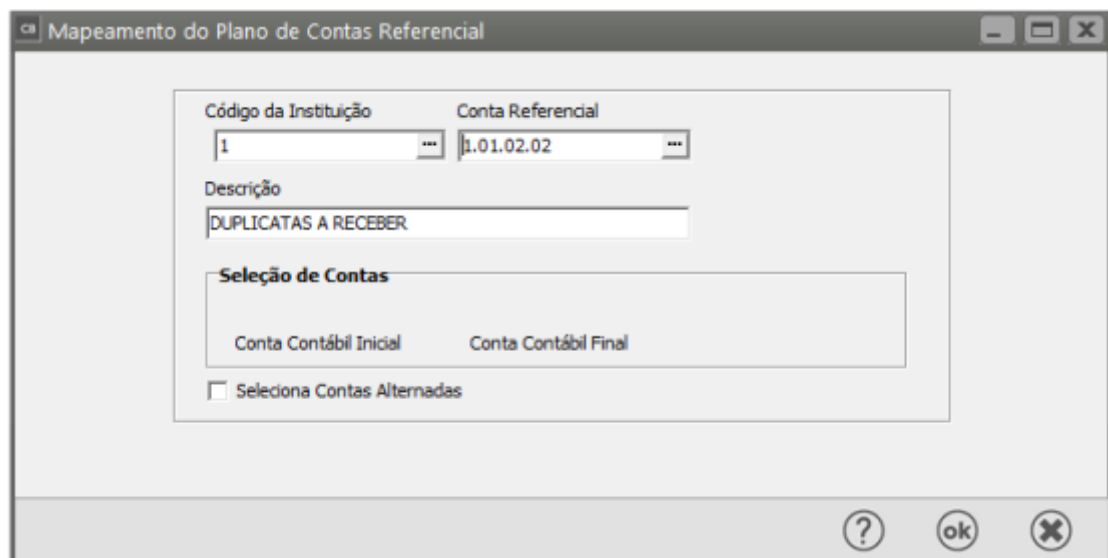 CB Mapeamento do Plano de Contas Referencial
Código da Instituição Conta Referencial
1 ... 1.01.02.02 ...
Descrição
DUPLICATAS A RECEBER
Seleção de Contas
Conta Contábil Inicial Conta Contábil Final
Seleciona Contas Alternadas
? ok